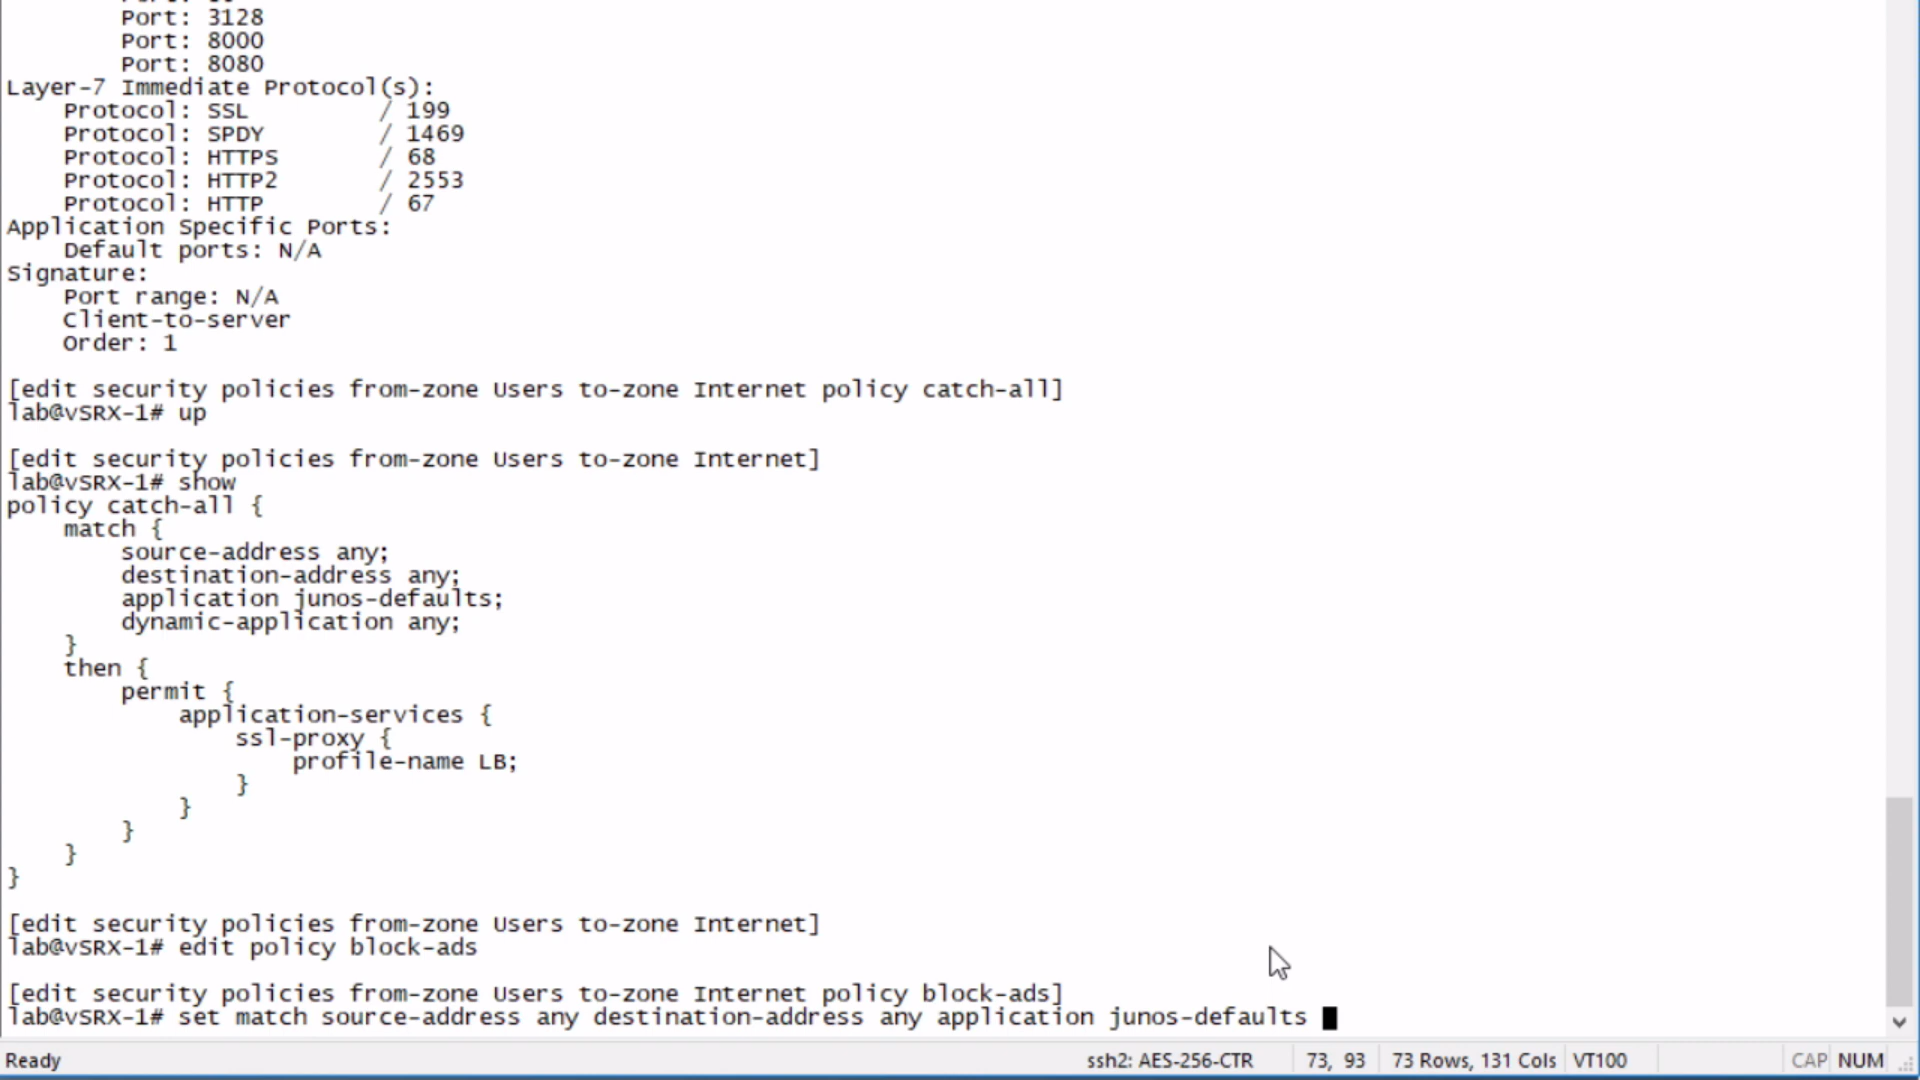 Port: 3128
Port: 8000
Port: 8080
Layer-7 Immediate Protocol(s):
Protocol: SSL / 199
Protocol: SPDY / 1469
Protocol: HTTPS / 68
Protocol: HTTP2 / 2553
Protocol: HTTP / 67
Application Specific Ports:
Default ports: N/A
Signature:
Port range: N/A
Client-to-server
Order: 1
[edit security policies from-zone Users to-zone Internet policy catch-all]
lab@vSRX-1# up
[edit security policies from-zone Users to-zone Internet]
lab@vSRX-1# show
policy catch-all {
match {
source-address any;
destination-address any;
application junos-defaults;
dynamic-application any;
}
then {
permit {
application-services {
ssl-proxy {
profile-name LB;
}
}
}
}
}
[edit security policies from-zone Users to-zone Internet]
lab@vSRX-1# edit policy block-ads
[edit security policies from-zone Users to-zone Internet policy block-ads]
lab@vSRX-1# set match source-address any destination-address any application junos-defaults
Ready ssh2: AES-256-CTR 73, 93 73 Rows, 131 Cols VT100 CAP NUM